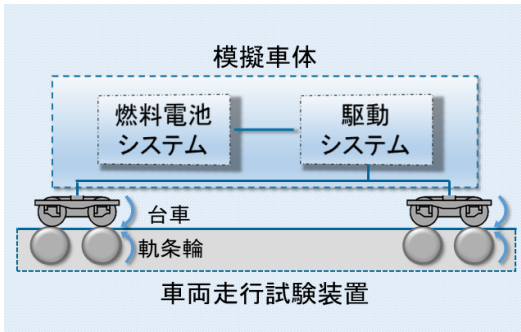 模擬車体
燃料電池
システム
駆動
システム
台車
軌条輪
車両走行試験装置